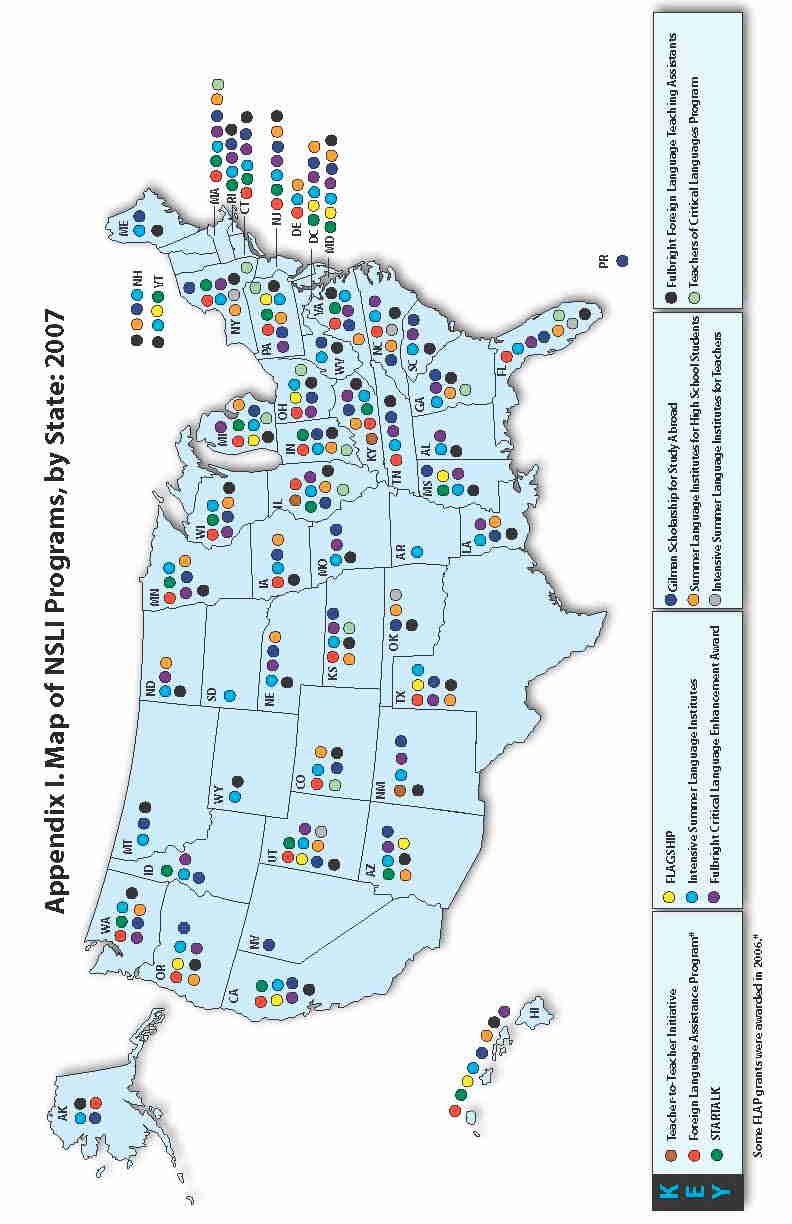 Appendix I. Map of NSLI Programs, by State: 2007
AK
WA
OR
CA
NV
ID
MT
WY
UT
AZ
CO
NM
ND
SD
NE
KS
OK
TX
MN
IA
MO
AR
LA
WI
IL
MI
IN
OH
KY
TN
MS
AL
GA
FL
SC
NC
VA
WV
PA
NY
ME
NH
MA
RI
CT
NJ
DE
DC
MD
PR
HI
KEY
Teacher-to-Teacher Initiative
Foreign Language Assistance Program#
STARTALK
FLAGSHIP
Intensive Summer Language Institutes
Fulbright Critical Language Enhancement Award
Gilman Scholarship for Study Abroad
Summer Language Institutes for High School Students
Intensive Summer Language Institutes for Teachers
Fulbright Foreign Language Teaching Assistants
Teachers of Critical Languages Program
Some FLAP grants were awarded in 2006.#